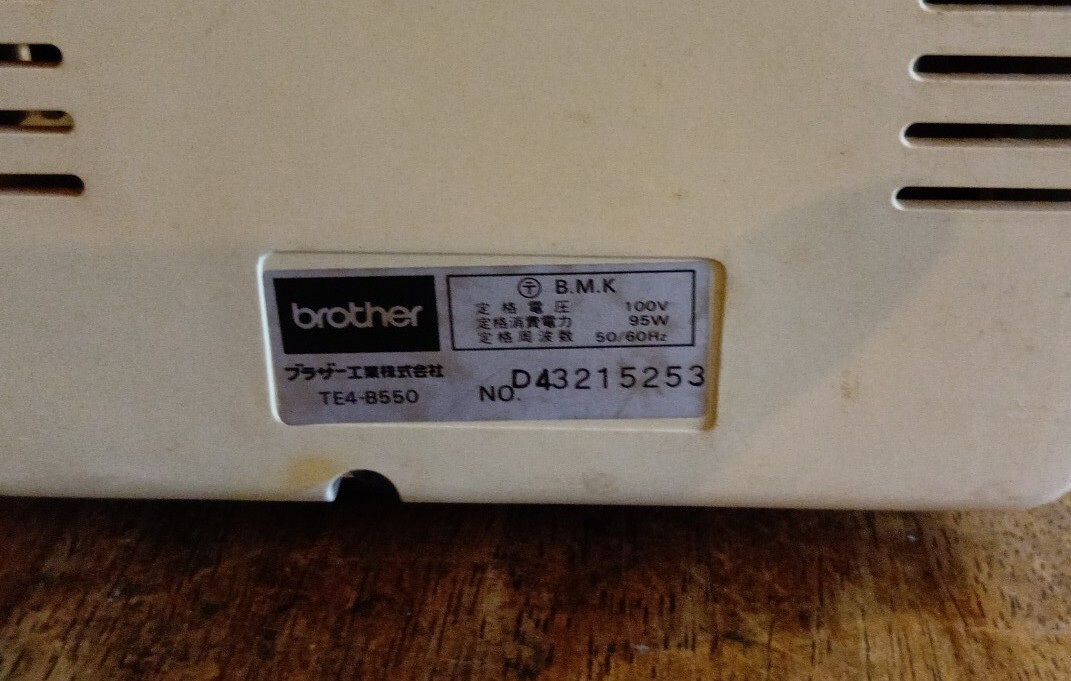 brother
〒 B.M.K
定格電圧 100V
定格消費電力 95W
定格周波数 50/60Hz
ブラザー工業株式会社
TE4-B550
NO. D43215253